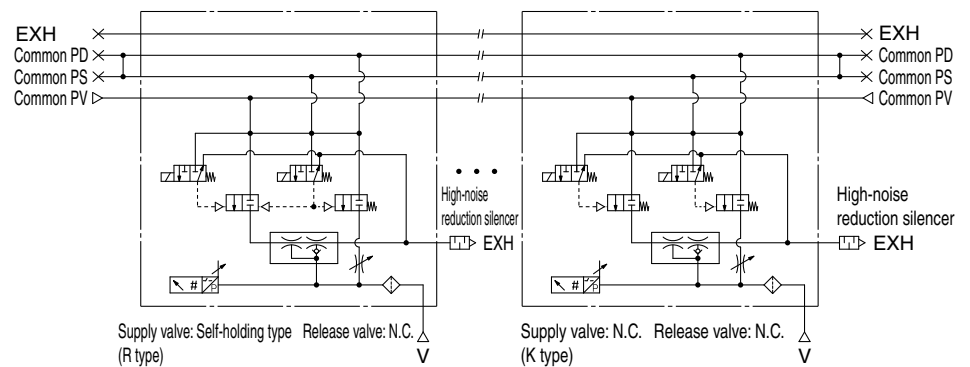 EXH
Common PD
Common PS
Common PV
EXH
Common PD
Common PS
Common PV
High-noise
reduction silencer
EXH
High-noise
reduction silencer
EXH
# P
# P
Supply valve: Self-holding type Release valve: N.C.
(R type)
V
Supply valve: N.C. Release valve: N.C.
(K type)
V